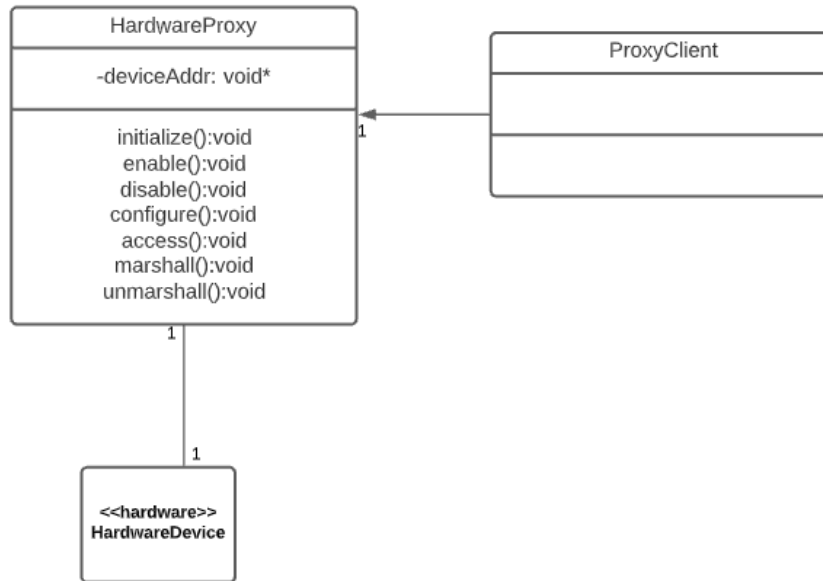 HardwareProxy
-deviceAddr: void*
initialize():void
enable():void
disable():void
configure():void
access():void
marshall():void
unmarshall():void
ProxyClient
1
1
1
<<hardware>>
HardwareDevice